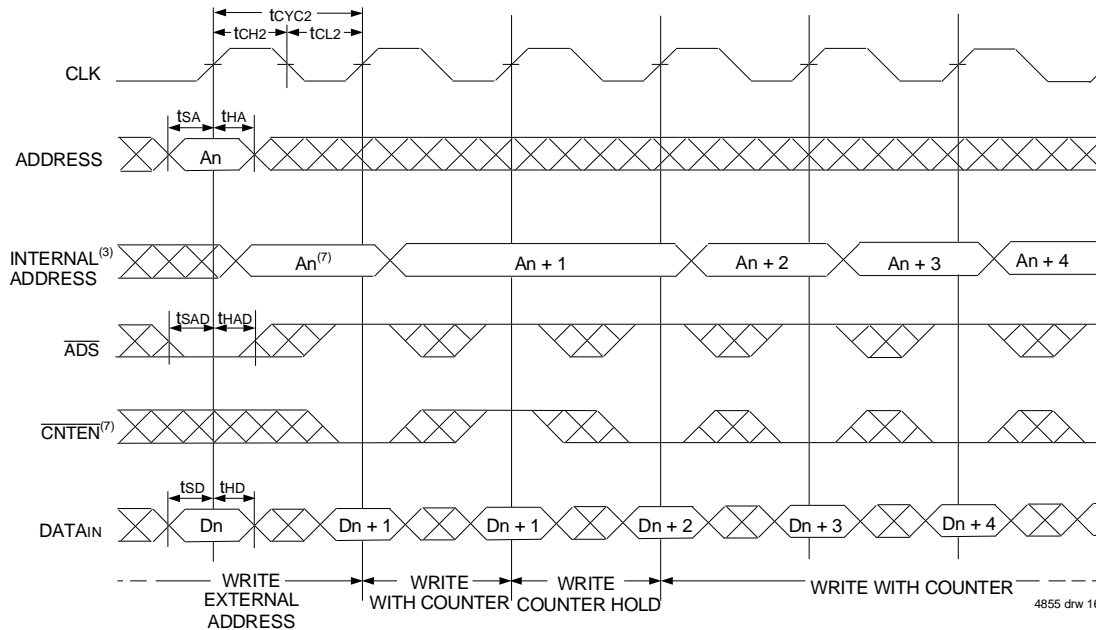 tCYC2
tCH2 tCL2
CLK
tSA tHA
ADDRESS An
INTERNAL(3)
ADDRESS An(7) An + 1 An + 2 An + 3 An + 4
tSAD tHAD
ADS
CNTEN(7)
tSD tHD
DATAIN Dn Dn + 1 Dn + 1 Dn + 2 Dn + 3 Dn + 4
WRITE
EXTERNAL
ADDRESS
WRITE
WITH COUNTER
WRITE
COUNTER HOLD
WRITE WITH COUNTER
4855 drw 16